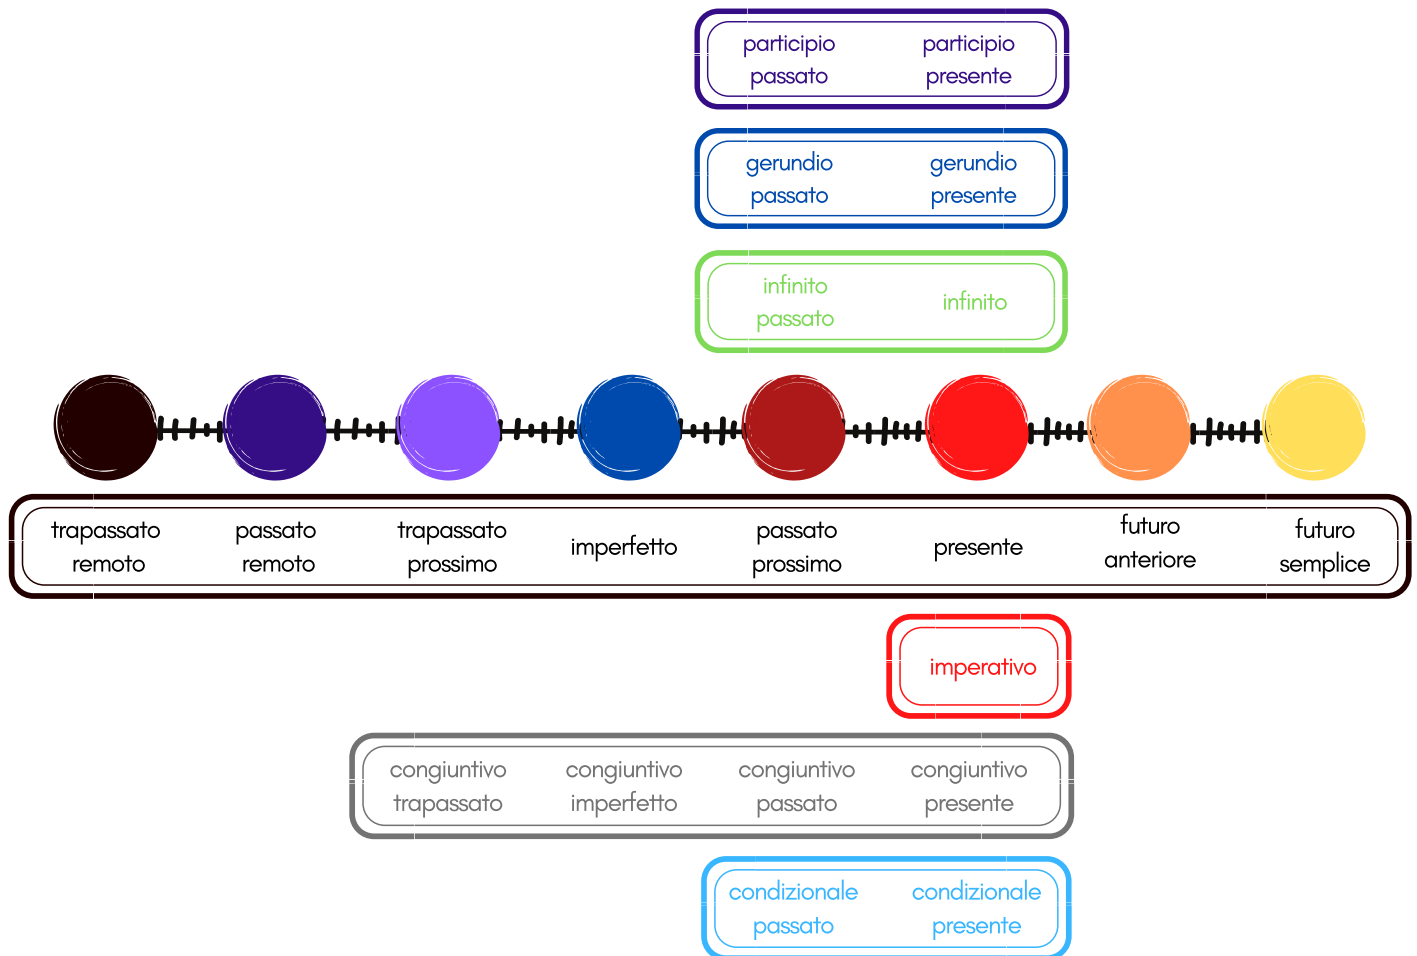 participio participio
passato presente
gerundio gerundio
passato presente
infinito
infinito
passato
trapassato passato trapassato imperfetto passato presente futuro futuro
remoto remoto prossimo prossimo anteriore semplice
imperativo
congiuntivo congiuntivo congiuntivo congiuntivo
trapassato imperfetto passato presente
condizionale condizionale
passato presente